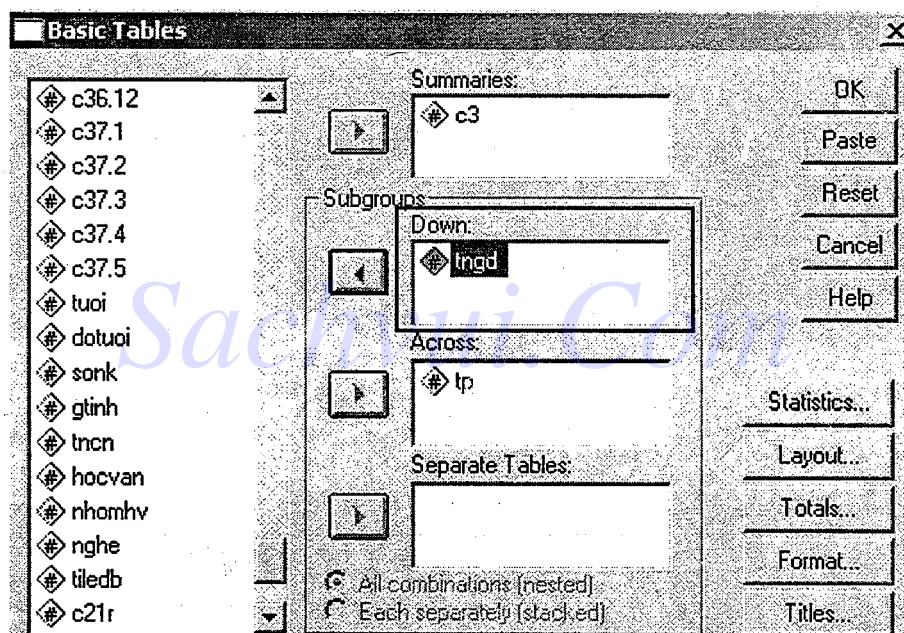 Basic Tables
c36.12
c37.1
c37.2
c37.3
c37.4
c37.5
tuoi
dotuoi
sonk
gtinh
tncn
hocvan
nhomhv
nghe
tiledb
c21r
Summaries:
c3
Subgroups
Down:
tngd
Across:
tp
Separate Tables:
All combinations (nested)
Each separately (stacked)
OK
Paste
Reset
Cancel
Help
Statistics...
Layout...
Totals...
Format...
Titles...
Sachvui.Com